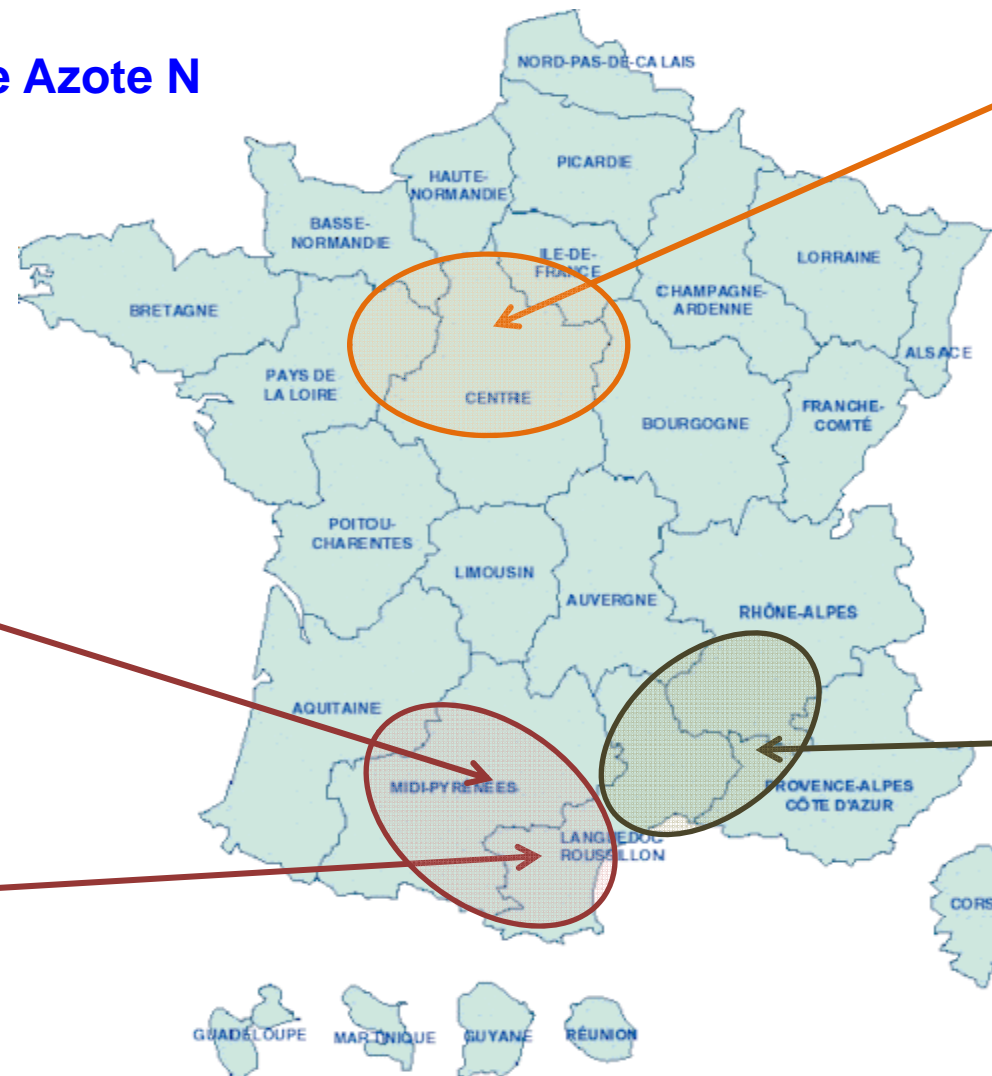 e Azote N
NORD-PAS-DE-CALAIS
PICARDIE
HAUTE-
NORMANDIE
BASSE-
NORMANDIE
ILE-DE-
FRANCE
LORRAINE
CHAMPAGNE-
ARDENNE
BRETAGNE
ALSACE
PAYS DE
LA LOIRE
CENTRE
BOURGOGNE
FRANCHE-
COMTÉ
POITOU-
CHARENTES
LIMOUSIN
AUVERGNE
RHÔNE-ALPES
AQUITAINE
MIDI-PYRENEES
PROVENCE-ALPES
CÔTE D'AZUR
LANGUEDOC
ROUSSILLON
CORS
GUADELOUPE
MARTINIQUE
GUYANE
RÉUNION